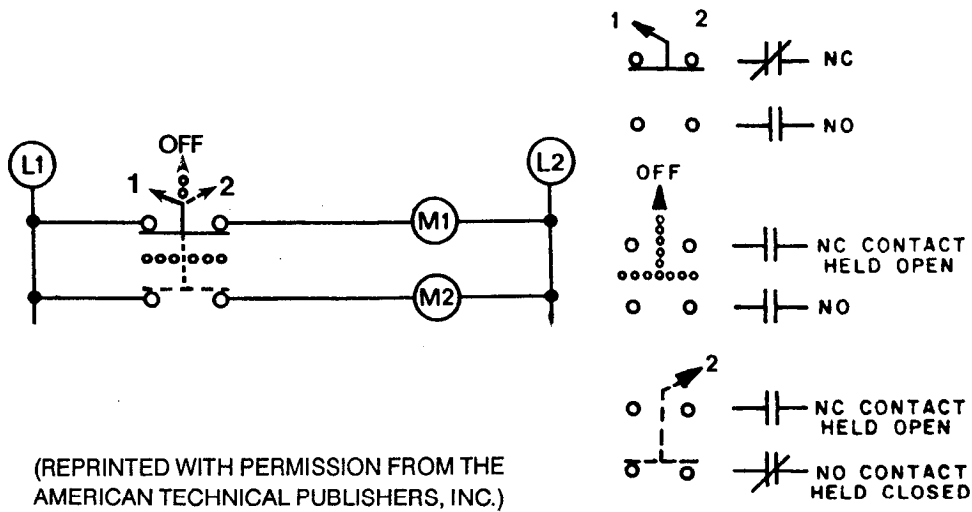 1 2
NC
NO
OFF
L1
1 2
M1
M2
L2
OFF
NC CONTACT
HELD OPEN
NO
2
NC CONTACT
HELD OPEN
NO CONTACT
HELD CLOSED
(REPRINTED WITH PERMISSION FROM THE
AMERICAN TECHNICAL PUBLISHERS, INC.)